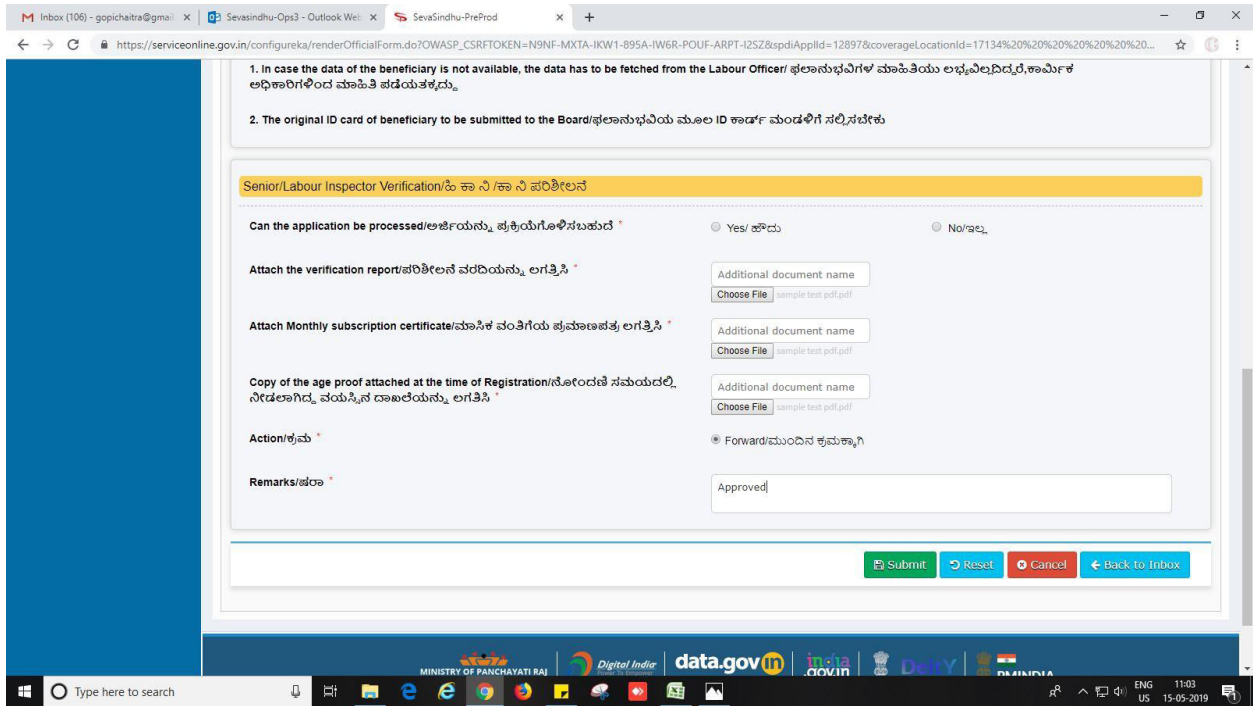 Inbox (106) - gopichaitra@gmail
Sevasindhu-Ops3 - Outlook Web
SevaSindhu-PreProd
https://serviceonline.gov.in/configureka/renderOfficialForm.do?OWASP_CSRFTOKEN=N9NF-MXTA-IKW1-895A-IW6R-POUF-ARPT-I2SZ&spdiApplId=12897&coverageLocationId=17134%20%20%20%20%20%20%20...
1. In case the data of the beneficiary is not available, the data has to be fetched from the Labour Officer/ ಫಲಾನುಭವಿಗಳ ಮಾಹಿತಿಯು ಲಭ್ಯವಿಲ್ಲದಿದ್ದರೆ,ಕಾರ್ಮಿಕ
ಅಧಿಕಾರಿಗಳಿಂದ ಮಾಹಿತಿ ಪಡೆಯತಕ್ಕದ್ದು
2. The original ID card of beneficiary to be submitted to the Board/ಫಲಾನುಭವಿಯ ಮೂಲ ID ಕಾರ್ಡ್ ಮಂಡಳಿಗೆ ಸಲ್ಲಿಸಬೇಕು
Senior/Labour Inspector Verification/ಹಿ ಕಾ ನಿ /ಕಾ ನಿ ಪರಿಶೀಲನೆ
Can the application be processed/ಅರ್ಜಿಯನ್ನು ಪ್ರಕ್ರಿಯೆಗೊಳಿಸಬಹುದೆ *
Yes/ ಹೌದು
No/ಇಲ್ಲ
Attach the verification report/ಪರಿಶೀಲನೆ ವರದಿಯನ್ನು ಲಗತ್ತಿಸಿ *
Additional document name
Choose File sample test pdf.pdf
Attach Monthly subscription certificate/ಮಾಸಿಕ ವಂತಿಗೆಯ ಪ್ರಮಾಣಪತ್ರ ಲಗತ್ತಿಸಿ *
Additional document name
Choose File sample test pdf.pdf
Copy of the age proof attached at the time of Registration/ನೋಂದಣಿ ಸಮಯದಲ್ಲಿ
ನೀಡಲಾಗಿದ್ದ ವಯಸ್ಸಿನ ದಾಖಲೆಯನ್ನು ಲಗತಿಸಿ *
Additional document name
Choose File sample test pdf.pdf
Action/ಕ್ರಮ *
Forward/ಮುಂದಿನ ಕ್ರಮಕ್ಕಾಗಿ
Remarks/ಷರಾ *
Approved
Submit
Reset
Cancel
Back to Inbox
MINISTRY OF PANCHAYATI RAJ
Digital India
Power To Empower
data.gov in
india
.gov.in
DeitY
PMINDIA
Type here to search
ENG
US
11:03
15-05-2019